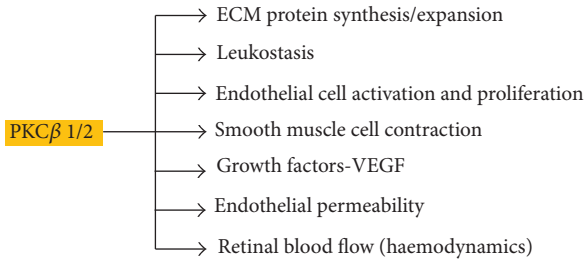 ECM protein synthesis/expansion
Leukostasis
Endothelial cell activation and proliferation
PKCβ 1/2
Smooth muscle cell contraction
Growth factors-VEGF
Endothelial permeability
Retinal blood flow (haemodynamics)